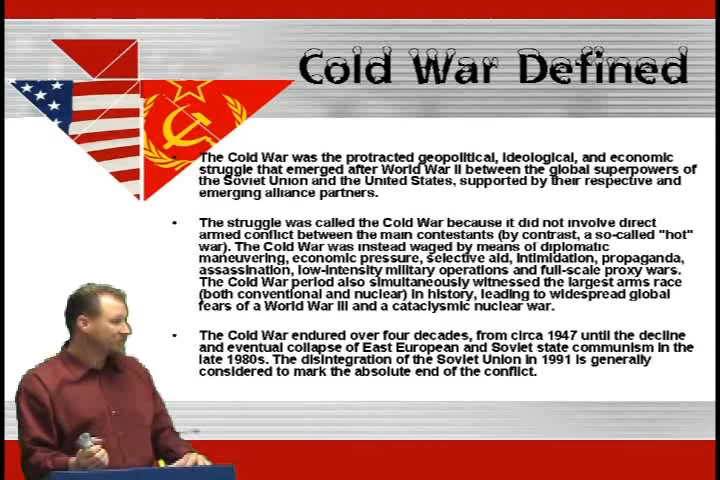 Cold War Defined
• The Cold War was the protracted geopolitical, ideological, and economic
struggle that emerged after World War II between the global superpowers of
the Soviet Union and the United States, supported by their respective and
emerging alliance partners.
• The struggle was called the Cold War because it did not involve direct
armed conflict between the main contestants (by contrast, a so-called "hot"
war). The Cold War was instead waged by means of diplomatic
maneuvering, economic pressure, selective aid, intimidation, propaganda,
assassination, low-intensity military operations and full-scale proxy wars.
The Cold War period also simultaneously witnessed the largest arms race
(both conventional and nuclear) in history, leading to widespread global
fears of a World War III and a cataclysmic nuclear war.
• The Cold War endured over four decades, from circa 1947 until the decline
and eventual collapse of East European and Soviet state communism in the
late 1980s. The disintegration of the Soviet Union in 1991 is generally
considered to mark the absolute end of the conflict.